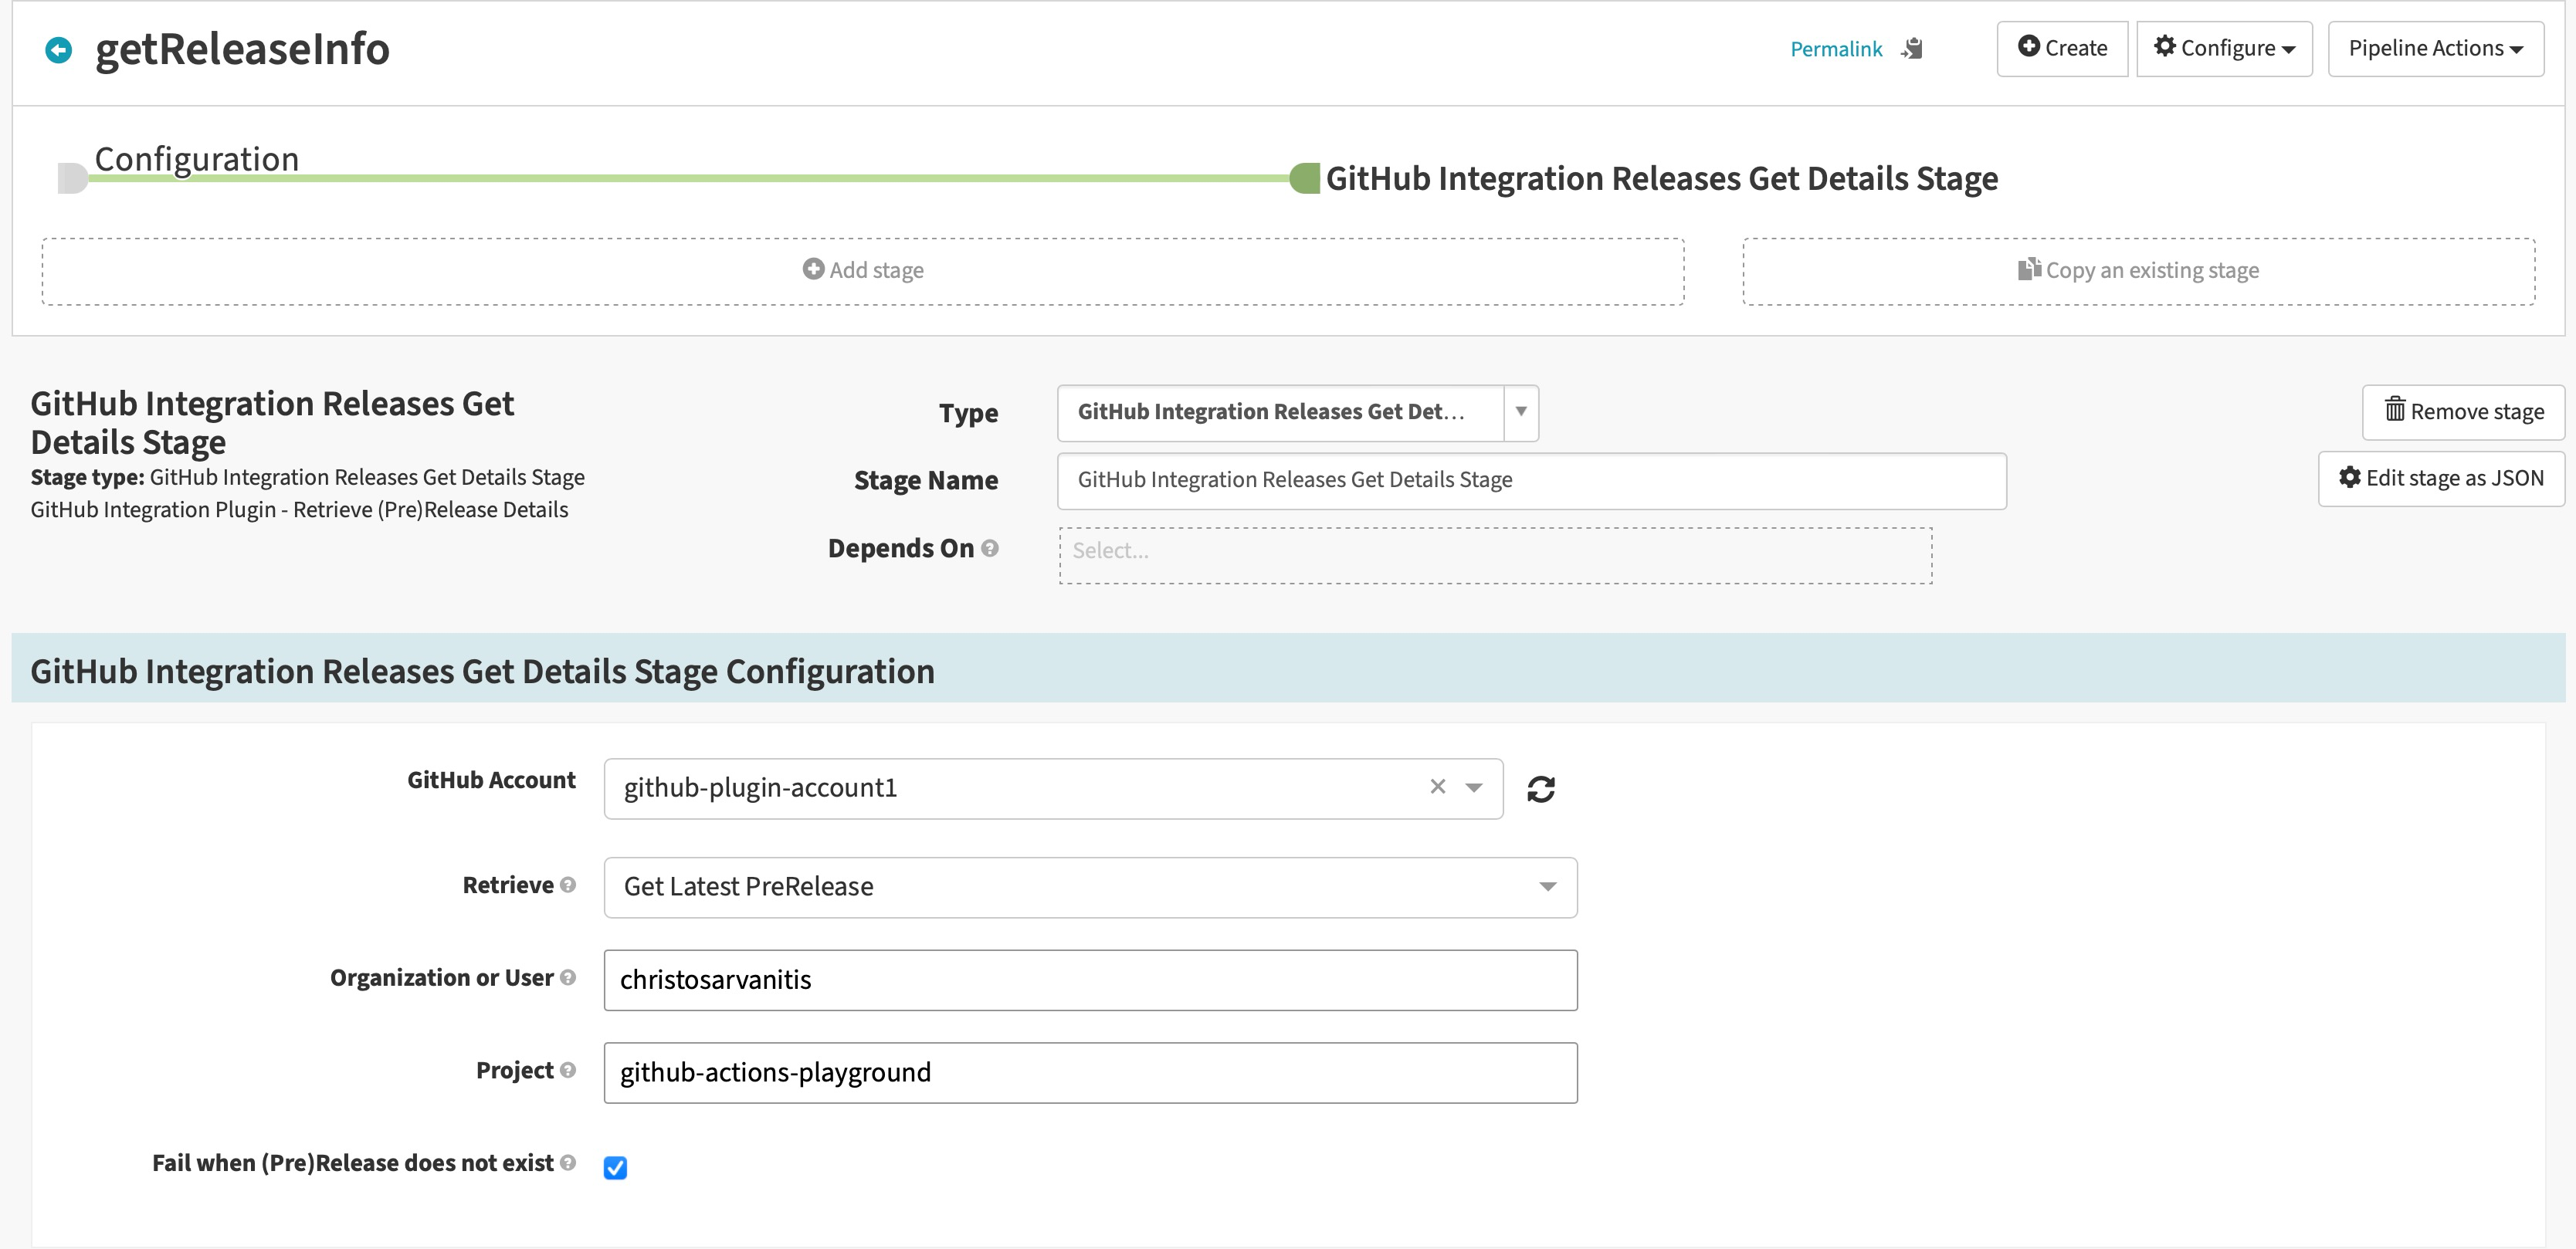 getReleaseInfo
Permalink
Create
Configure
Pipeline Actions
Configuration
GitHub Integration Releases Get Details Stage
Add stage
Copy an existing stage
GitHub Integration Releases Get
Details Stage
Stage type: GitHub Integration Releases Get Details Stage
GitHub Integration Plugin - Retrieve (Pre)Release Details
Type
GitHub Integration Releases Get Det...
Remove stage
Stage Name
GitHub Integration Releases Get Details Stage
Edit stage as JSON
Depends On
Select...
GitHub Integration Releases Get Details Stage Configuration
GitHub Account
github-plugin-account1
Retrieve
Get Latest PreRelease
Organization or User
christosarvanitis
Project
github-actions-playground
Fail when (Pre)Release does not exist